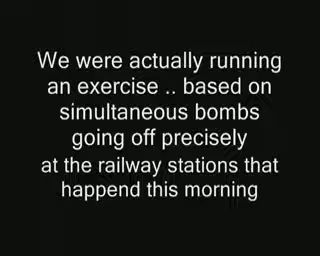 We were actually running
an exercise .. based on
simultaneous bombs
going off precisely
at the railway stations that
happend this morning